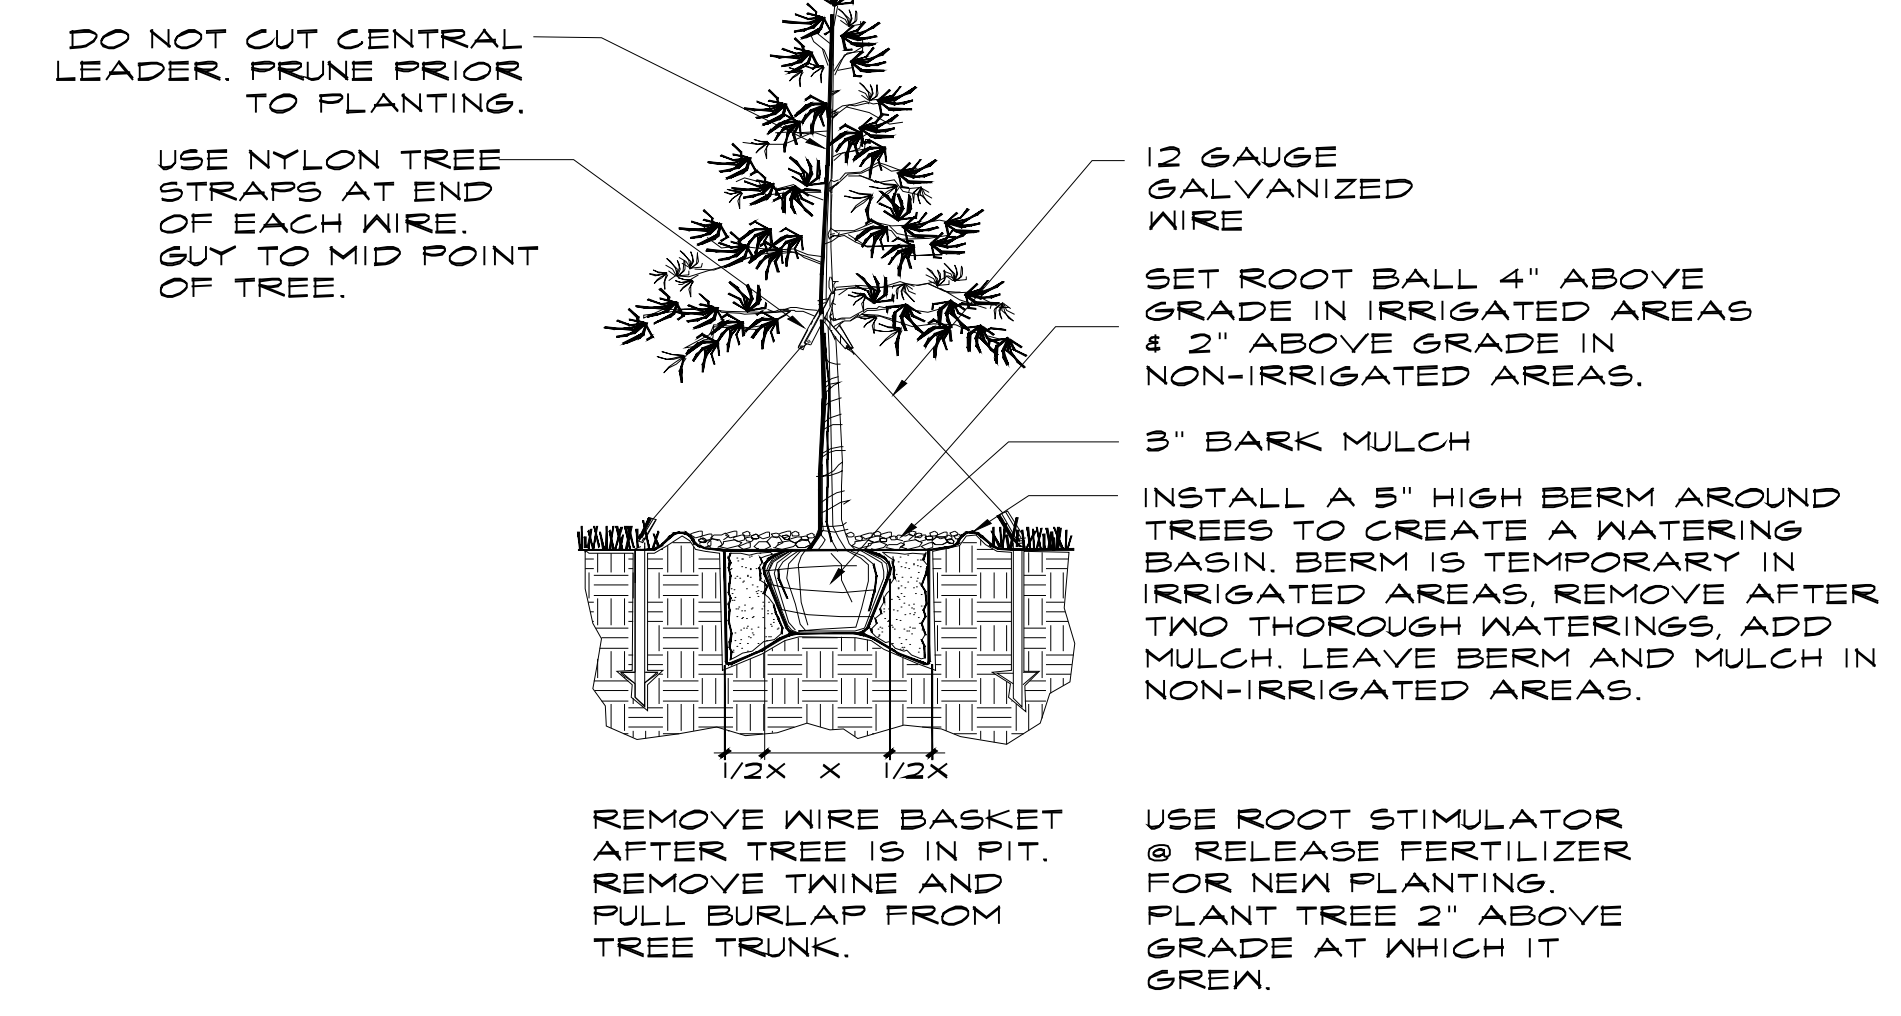 DO NOT CUT CENTRAL
LEADER. PRUNE PRIOR
TO PLANTING.
USE NYLON TREE
STRAPS AT END
OF EACH WIRE.
GUY TO MID POINT
OF TREE.
12 GAUGE
GALVANIZED
WIRE
SET ROOT BALL 4" ABOVE
GRADE IN IRRIGATED AREAS
& 2" ABOVE GRADE IN
NON-IRRIGATED AREAS.
3" BARK MULCH
INSTALL A 5" HIGH BERM AROUND
TREES TO CREATE A WATERING
BASIN. BERM IS TEMPORARY IN
IRRIGATED AREAS, REMOVE AFTER
TWO THOROUGH WATERINGS, ADD
MULCH. LEAVE BERM AND MULCH IN
NON-IRRIGATED AREAS.
1/2X X 1/2X
REMOVE WIRE BASKET
AFTER TREE IS IN PIT.
REMOVE TWINE AND
PULL BURLAP FROM
TREE TRUNK.
USE ROOT STIMULATOR
@ RELEASE FERTILIZER
FOR NEW PLANTING.
PLANT TREE 2" ABOVE
GRADE AT WHICH IT
GREW.